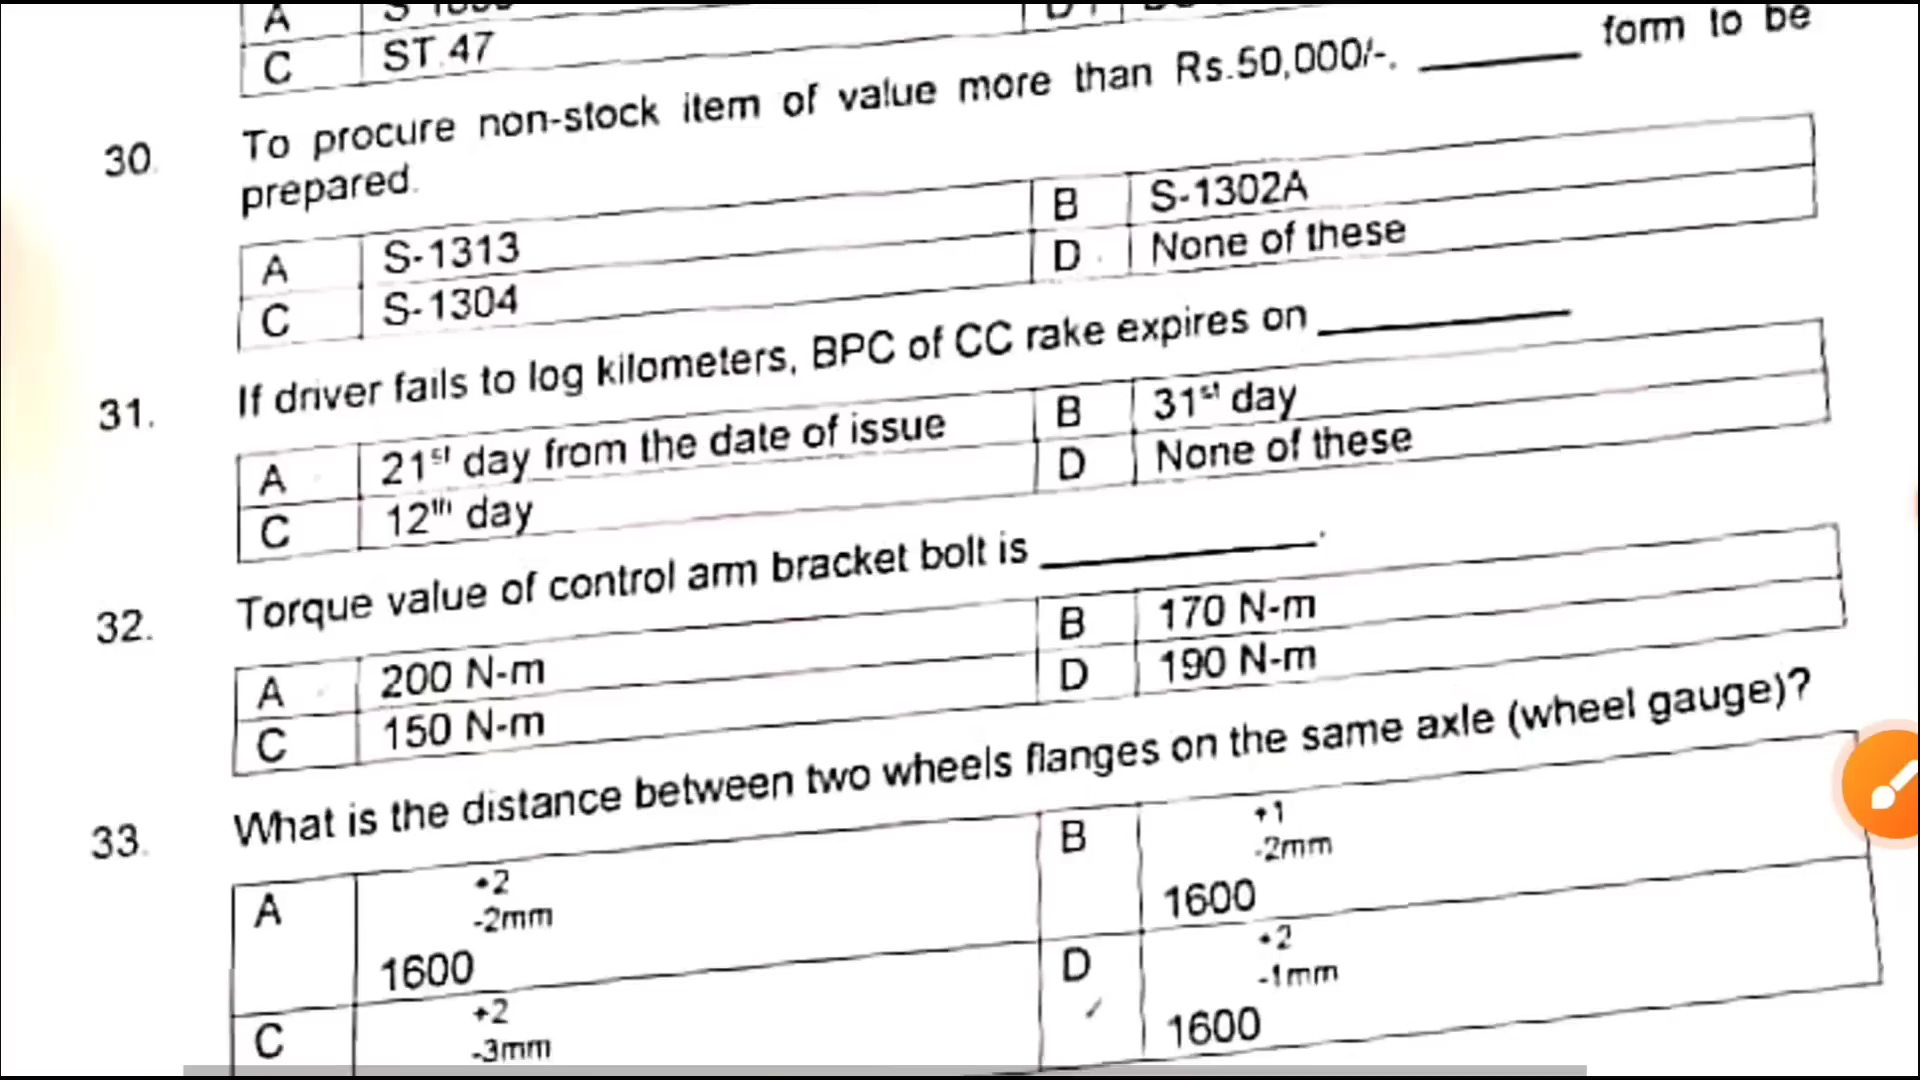 A
C ST.47
30. To procure non-stock item of value more than Rs.50,000/-, ________ form to be
prepared.
A S-1313 B S-1302A
C S-1304 D None of these
31. If driver fails to log kilometers, BPC of CC rake expires on ________
A 21st day from the date of issue B 31st day
C 12th day D None of these
32. Torque value of control arm bracket bolt is ________.
A 200 N-m B 170 N-m
C 150 N-m D 190 N-m
33. What is the distance between two wheels flanges on the same axle (wheel gauge)?
A +2 B +1
-2mm -2mm
1600 1600
C +2 D +2
-3mm -1mm
1600